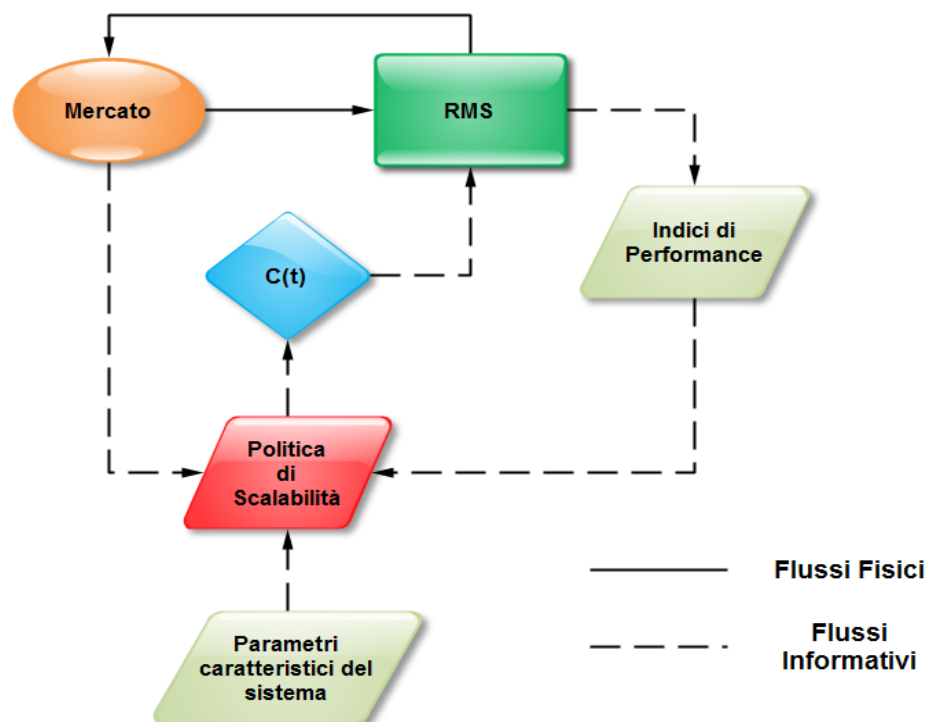 Mercato
RMS
Indici di
Performance
C(t)
Politica
di
Scalabilità
Parametri
caratteristici del
sistema
Flussi Fisici
Flussi
Informativi